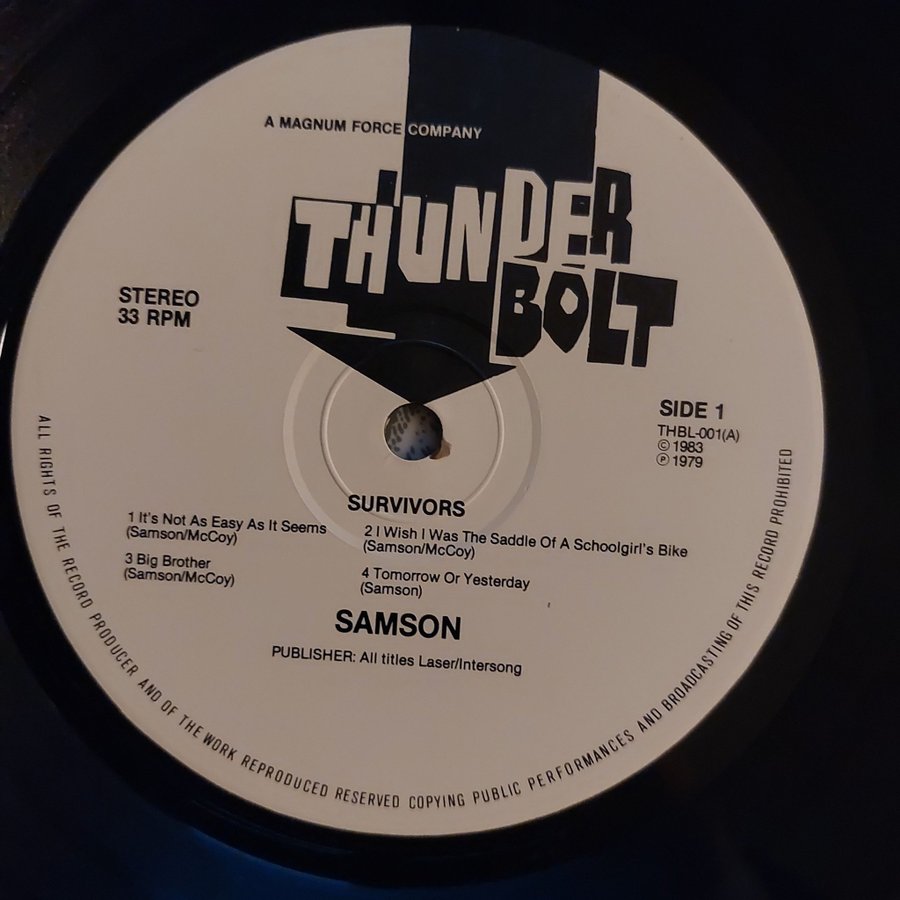 A MAGNUM FORCE COMPANY
THUNDER
BOLT
STEREO
33 RPM
SIDE 1
THBL-001(A)
© 1983
℗ 1979
SURVIVORS
1 It's Not As Easy As It Seems
(Samson/McCoy)
2 I Wish I Was The Saddle Of A Schoolgirl's Bike
(Samson/McCoy)
3 Big Brother
(Samson/McCoy)
4 Tomorrow Or Yesterday
(Samson)
SAMSON
PUBLISHER: All titles Laser/Intersong
ALL RIGHTS OF THE RECORD PRODUCER AND OF THE WORK REPRODUCED RESERVED COPYING PUBLIC PERFORMANCES AND BROADCASTING OF THIS RECORD PROHIBITED